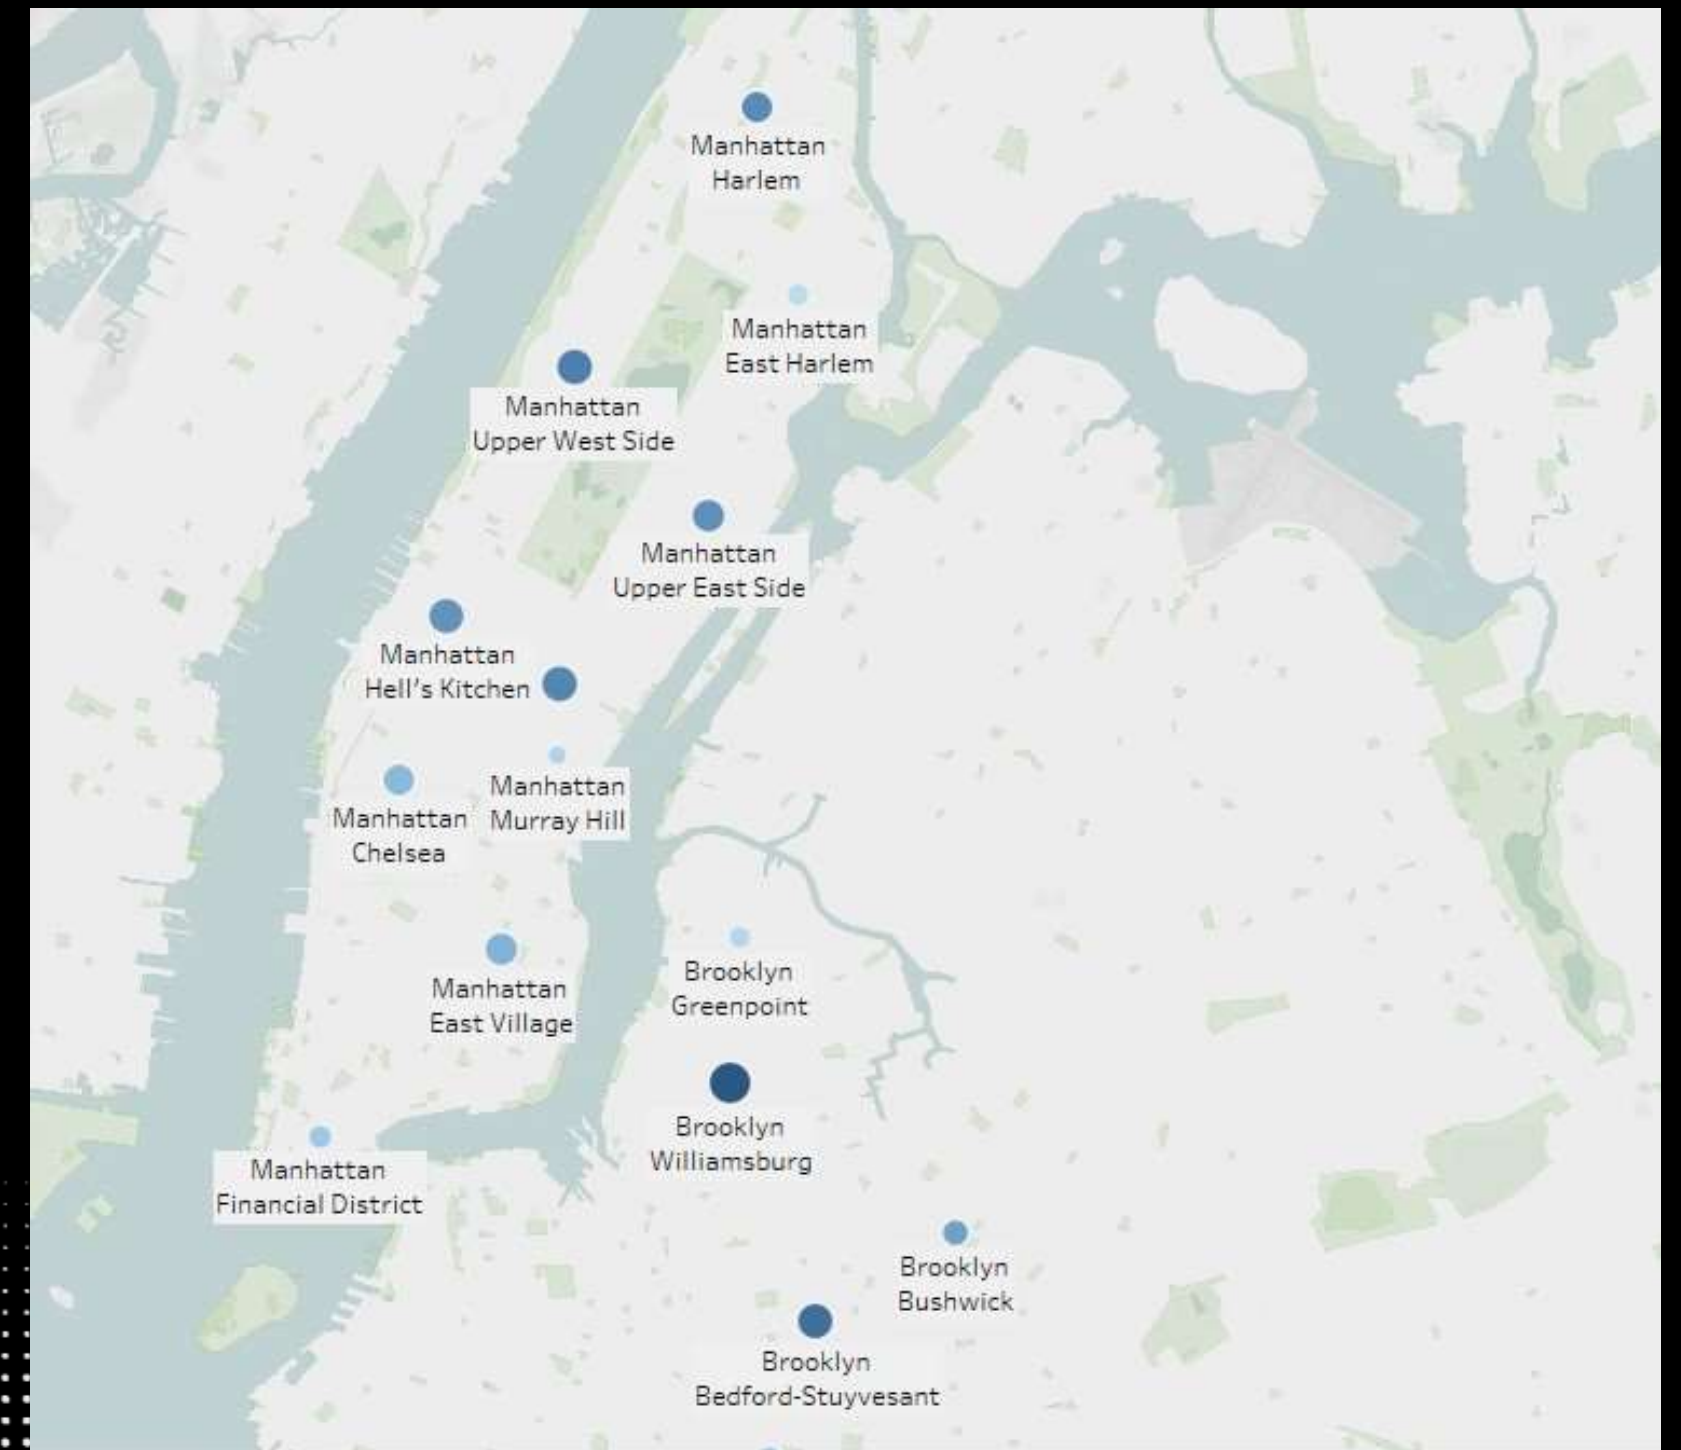 Manhattan
Harlem
Manhattan
East Harlem
Manhattan
Upper West Side
Manhattan
Upper East Side
Manhattan
Hell's Kitchen
Manhattan
Murray Hill
Manhattan
Chelsea
Manhattan
East Village
Brooklyn
Greenpoint
Brooklyn
Williamsburg
Manhattan
Financial District
Brooklyn
Bushwick
Brooklyn
Bedford-Stuyvesant